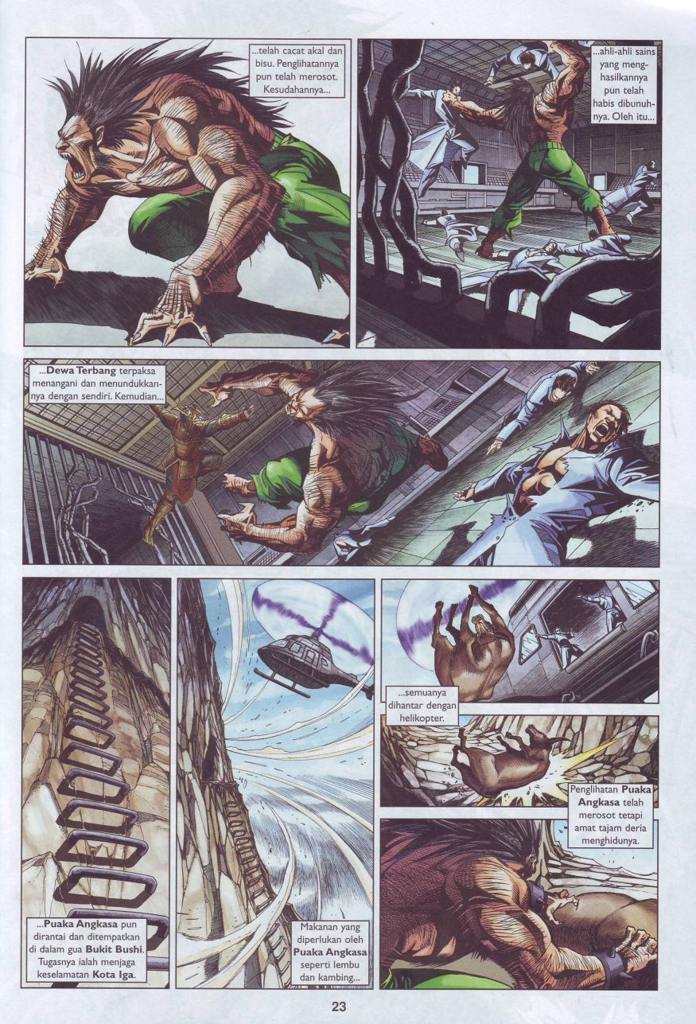 ...telah cacat akal dan
bisu. Penglihatannya
pun telah merosot.
Kesudahannya...
...ahli-ahli sains
yang meng-
hasilkannya
pun telah
habis dibunuh-
nya. Oleh itu...
...Dewa Terbang terpaksa
menangani dan menundukkan-
nya dengan sendiri. Kemudian...
...Puaka Angkasa pun
dirantai dan ditempatkan
di dalam gua Bukit Bushi.
Tugasnya ialah menjaga
keselamatan Kota Iga.
Makanan yang
diperlukan oleh
Puaka Angkasa
seperti lembu
dan kambing...
...semuanya
dihantar dengan
helikopter.
Penglihatan Puaka
Angkasa telah
merosot tetapi
amat tajam deria
menghidunya.
23